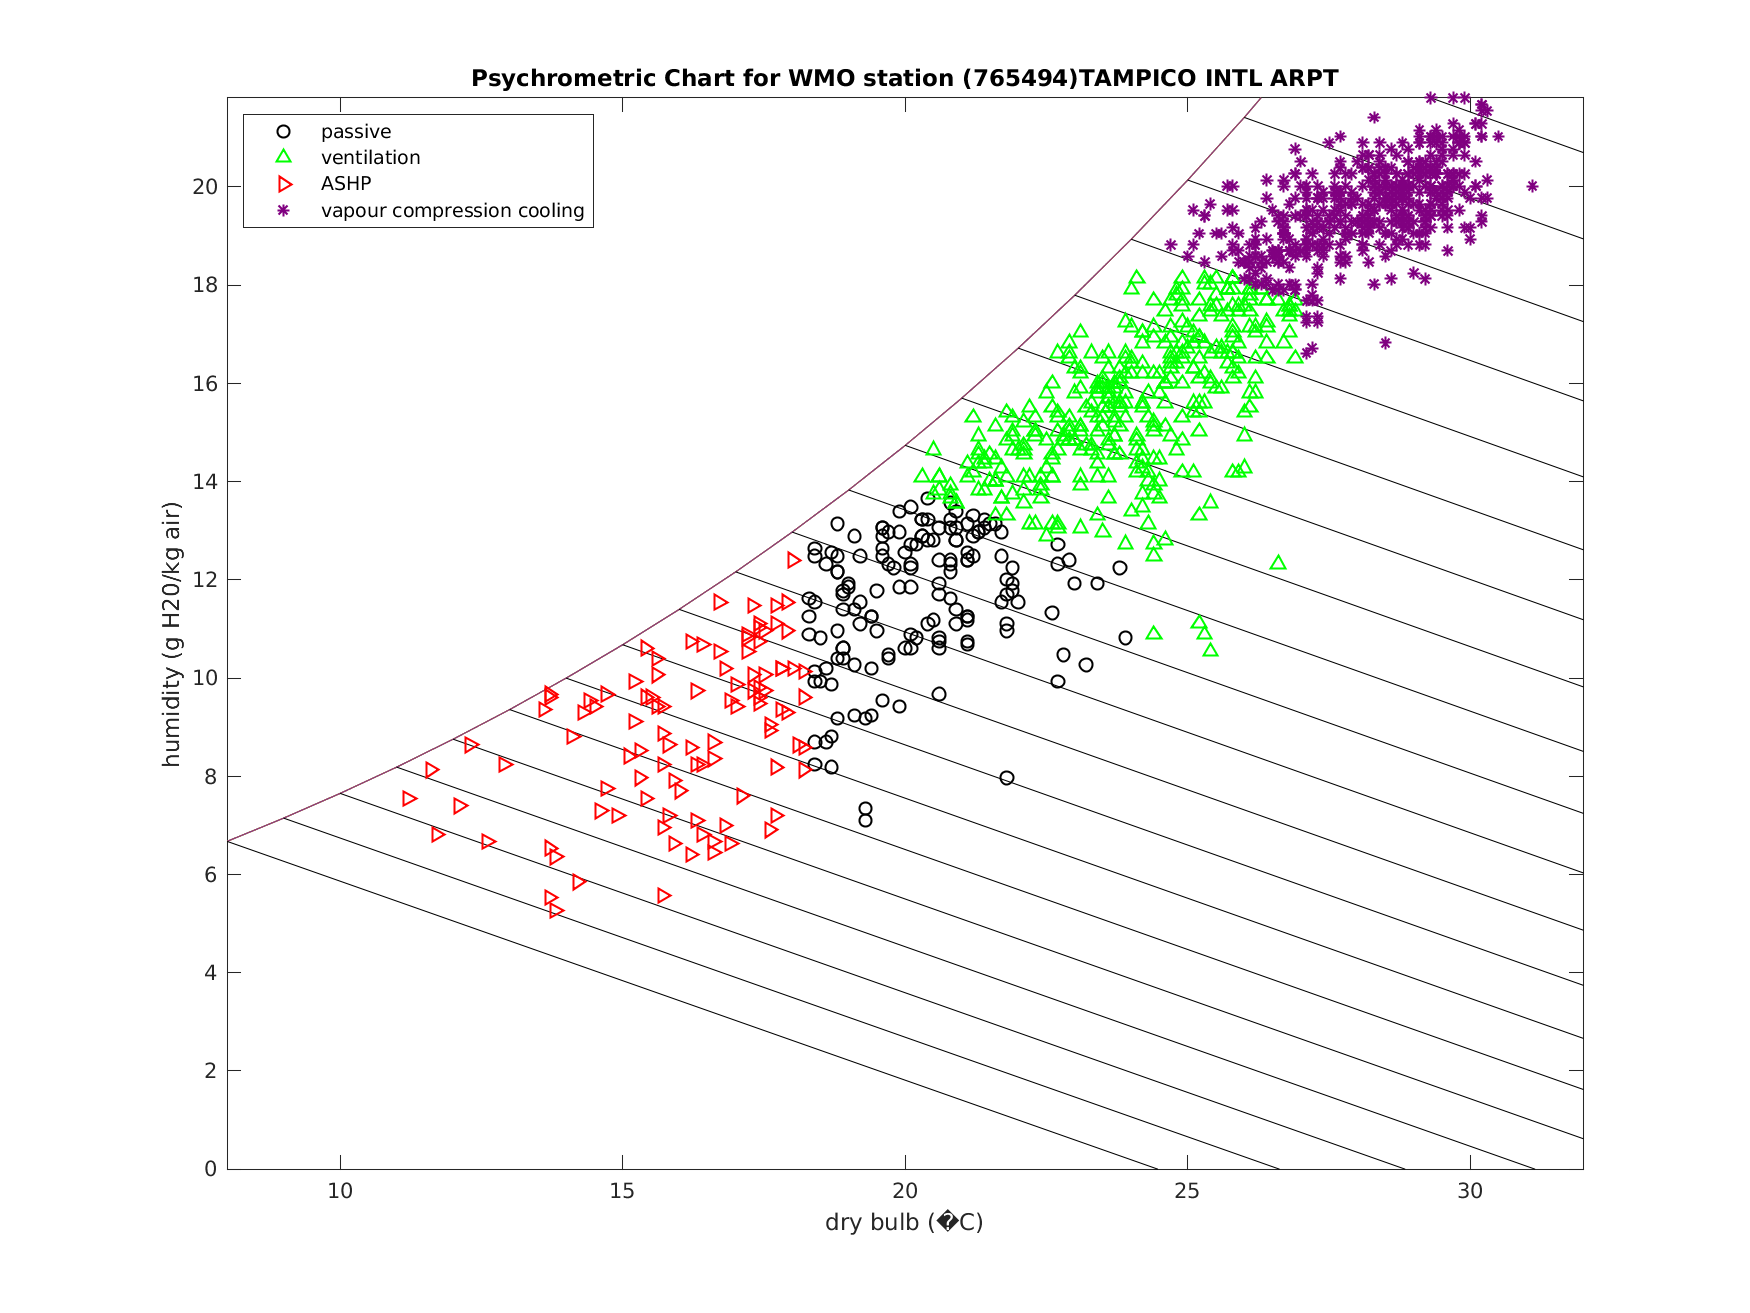 Psychrometric Chart for WMO station (765494)TAMPICO INTL ARPT
passive
ventilation
ASHP
vapour compression cooling
humidity (g H20/kg air)
20
18
16
14
12
10
8
6
4
2
0
10 15 20 25 30
dry bulb (�C)